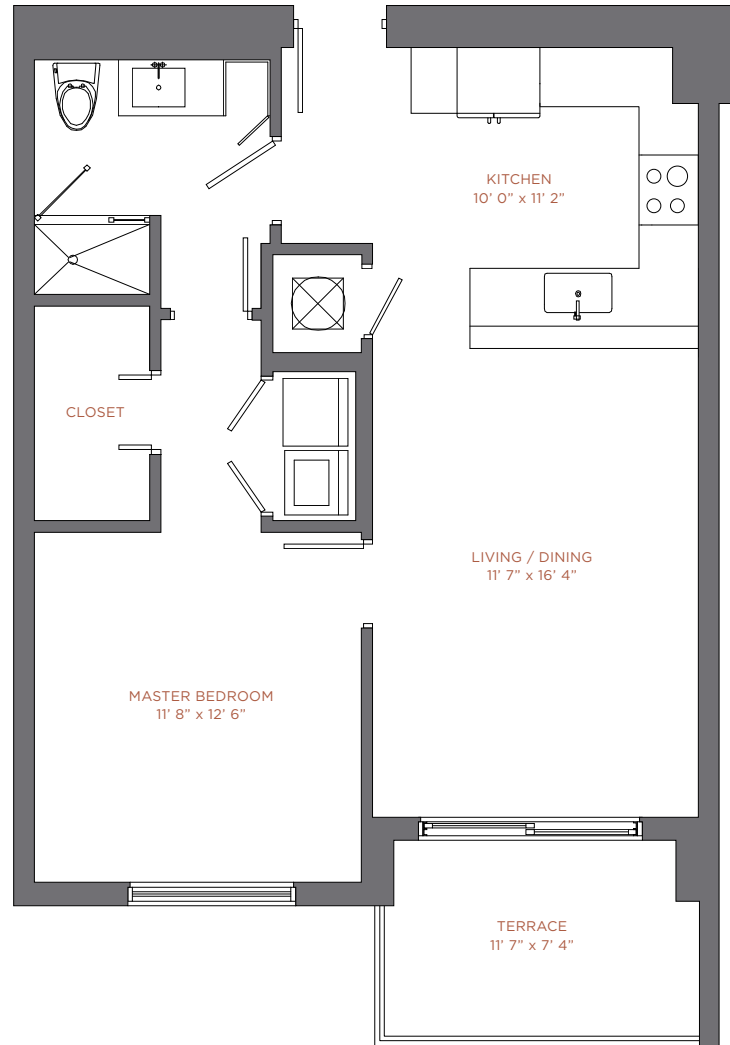 KITCHEN
10’ 0” x 11’ 2”
CLOSET
LIVING / DINING
11’ 7” x 16’ 4”
MASTER BEDROOM
11’ 8” x 12’ 6”
TERRACE
11’ 7” x 7’ 4”